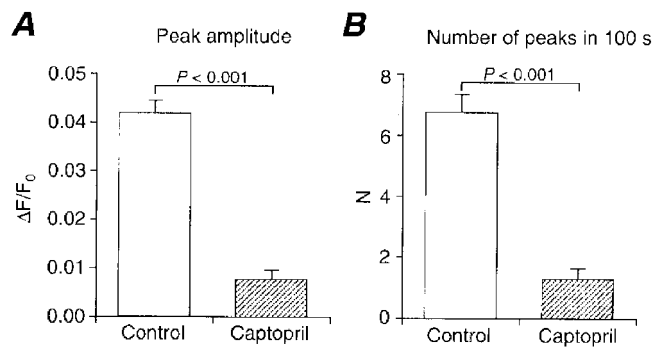 A
Peak amplitude
0.05
0.04
0.03
0.02
0.01
0.00
ΔF/F0
P < 0.001
Control
Captopril
B
Number of peaks in 100 s
8
6
4
2
0
N
P < 0.001
Control
Captopril